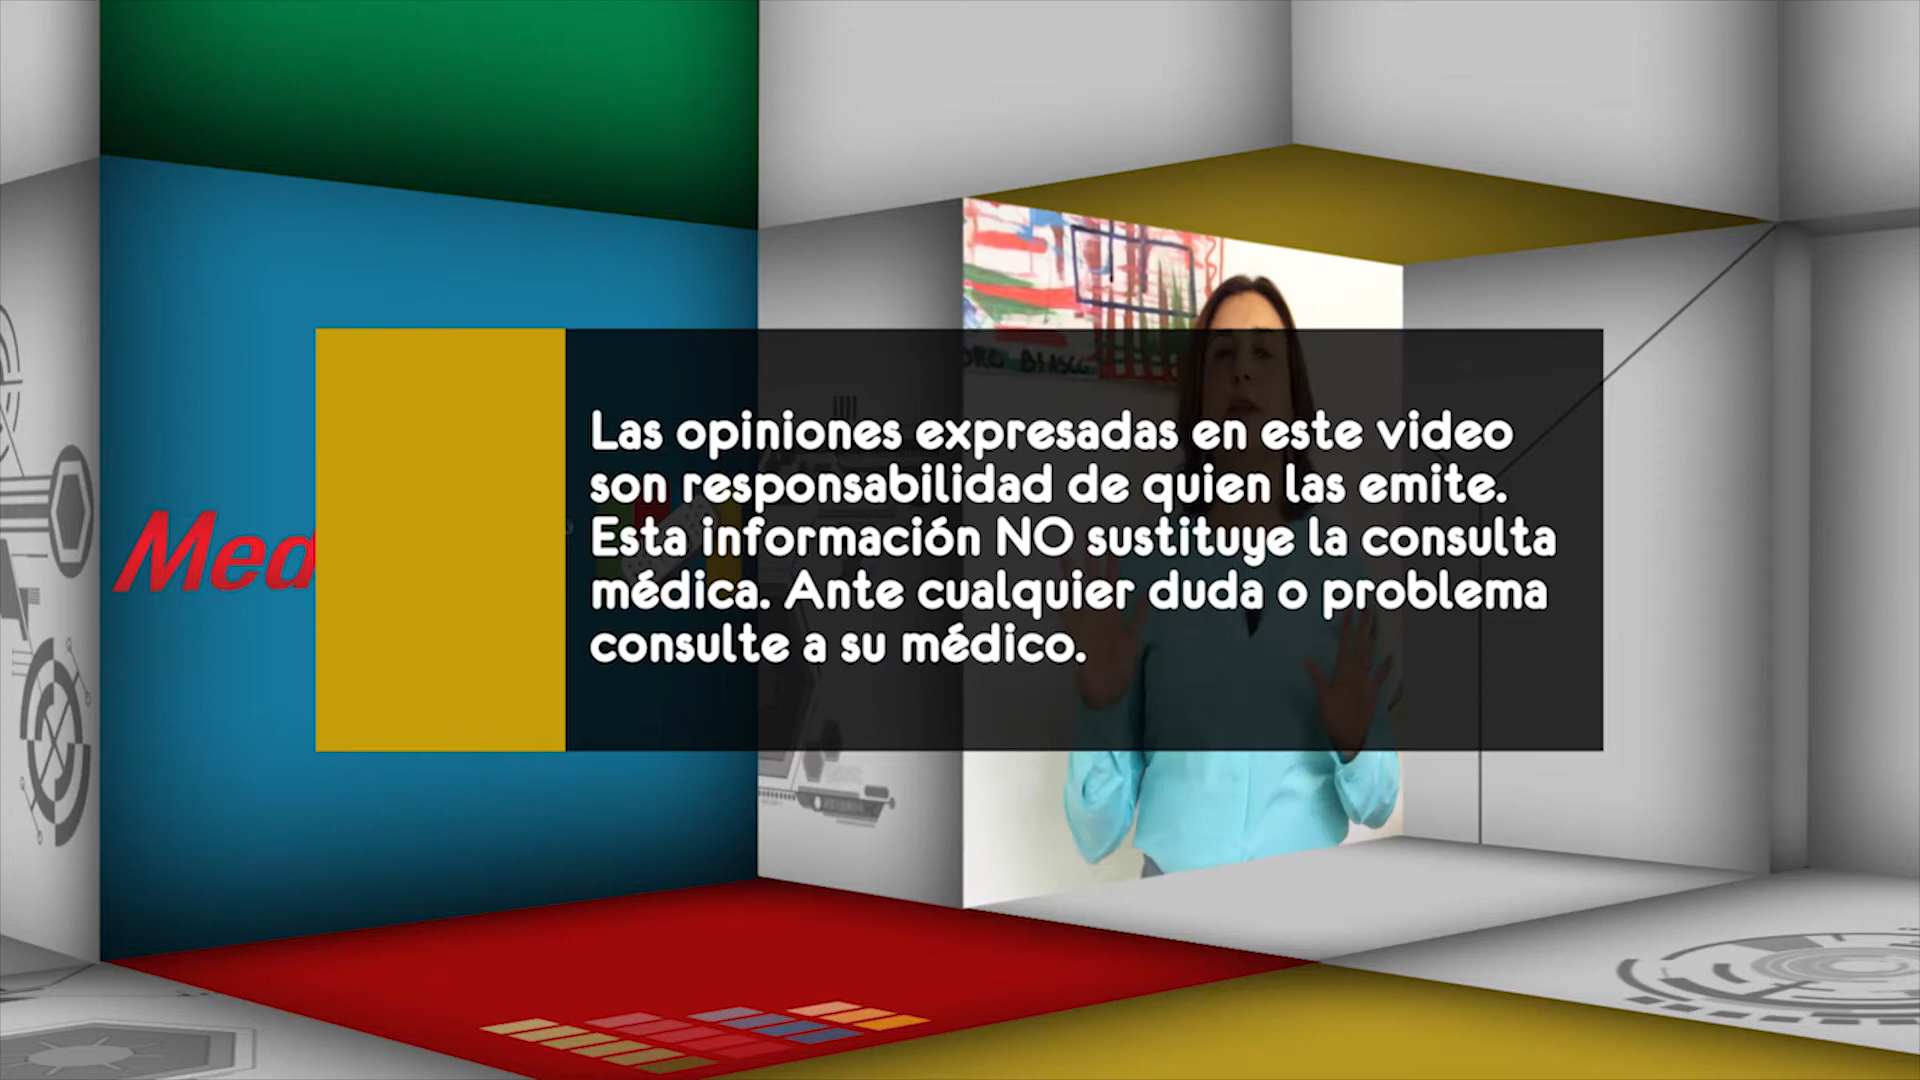 Las opiniones expresadas en este video
son responsabilidad de quien las emite.
Esta información NO sustituye la consulta
médica. Ante cualquier duda o problema
consulte a su médico.
Med